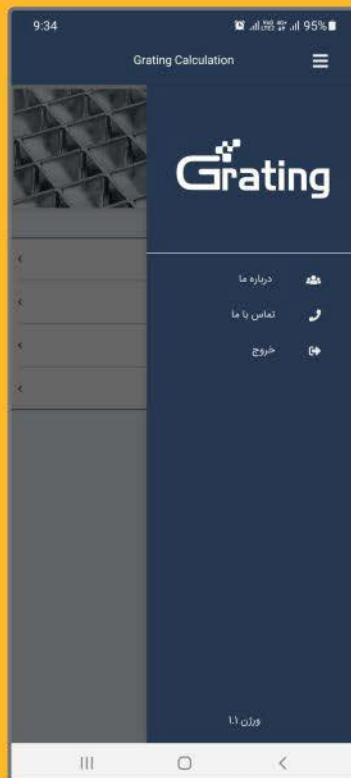 9:34
95%
Grating Calculation
Grating
درباره ما
تماس با ما
خروج
ورژن ۱.۱